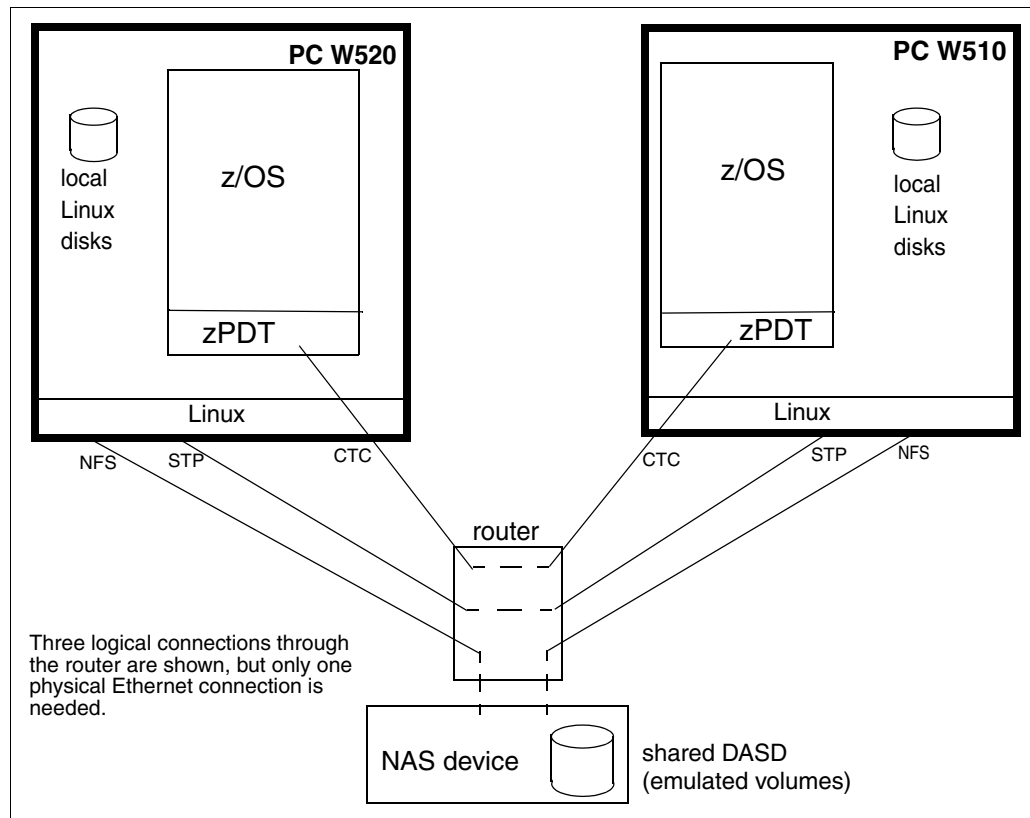 PC W520
local
Linux
disks
z/OS
zPDT
Linux
PC W510
z/OS
local
Linux
disks
zPDT
Linux
NFS
STP
CTC
CTC
STP
NFS
router
Three logical connections through
the router are shown, but only one
physical Ethernet connection is
needed.
NAS device
shared DASD
(emulated volumes)